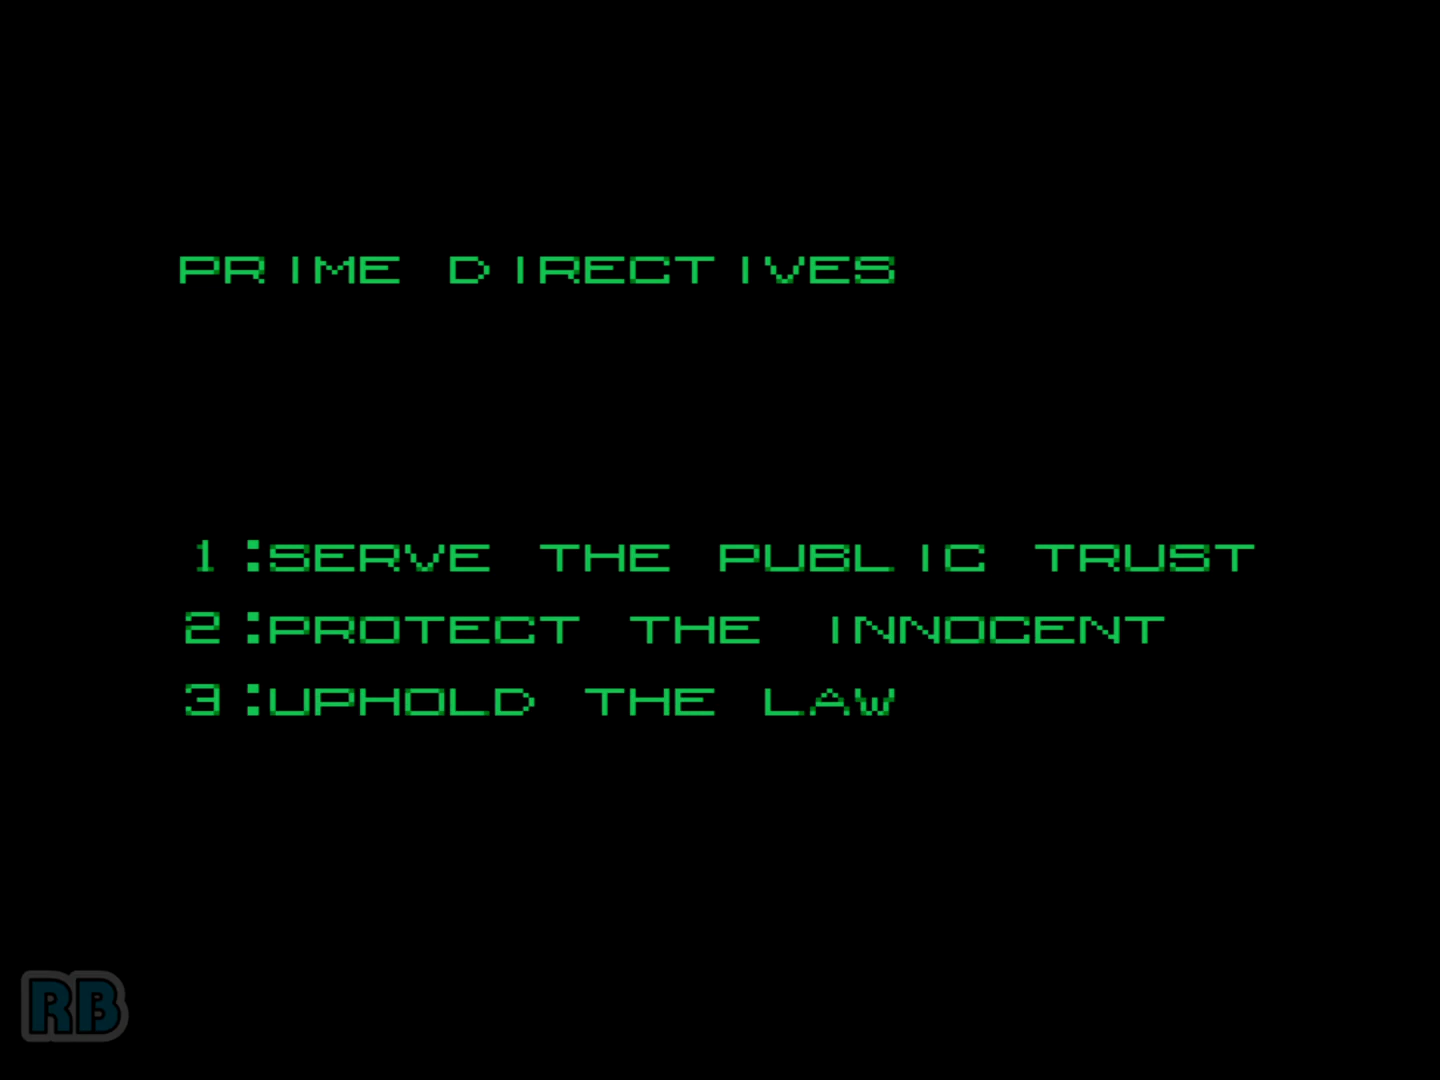 PRIME DIRECTIVES
1:SERVE THE PUBLIC TRUST
2:PROTECT THE INNOCENT
3:UPHOLD THE LAW
RB